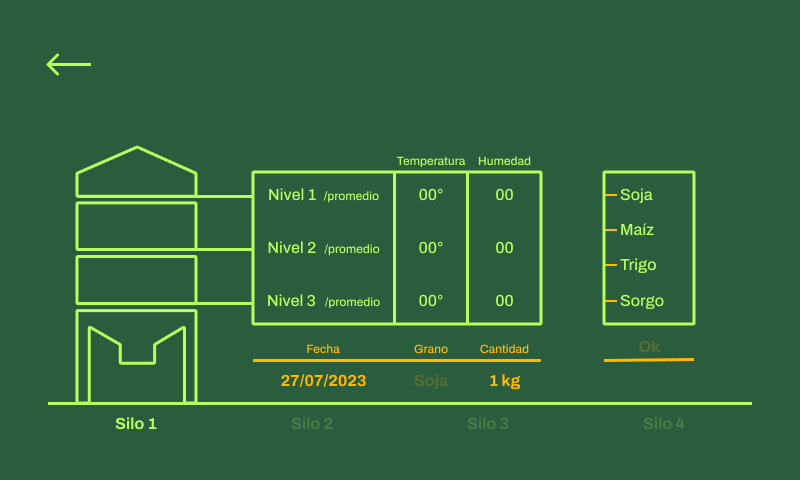 Temperatura Humedad
Nivel 1 /promedio 00° 00 Soja
Maíz
Nivel 2 /promedio 00° 00
Trigo
Nivel 3 /promedio 00° 00 Sorgo
Fecha Grano Cantidad Ok
27/07/2023 Soja 1 kg
Silo 1 Silo 2 Silo 3 Silo 4